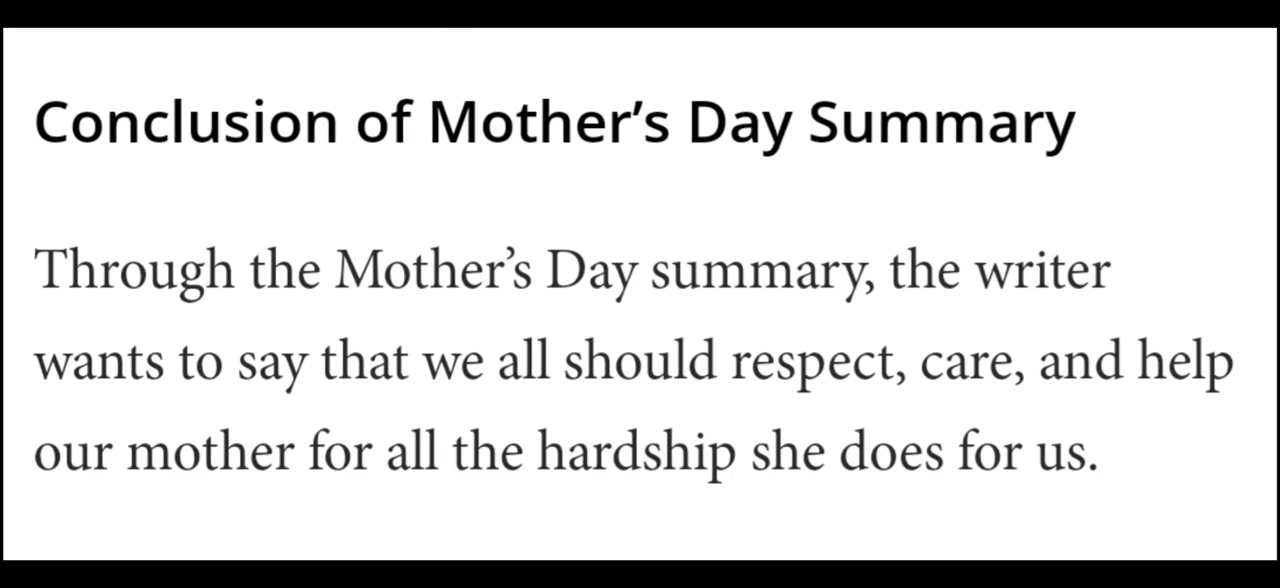 Conclusion of Mother’s Day Summary
Through the Mother’s Day summary, the writer
wants to say that we all should respect, care, and help
our mother for all the hardship she does for us.